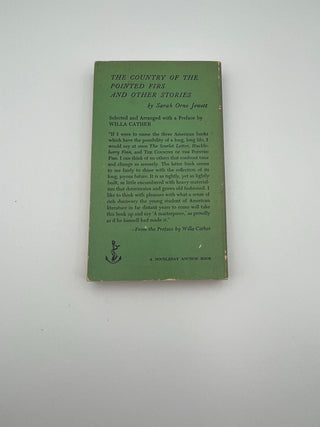 THE COUNTRY OF THE
POINTED FIRS
AND OTHER STORIES
by Sarah Orne Jewett
Selected and Arranged with a Preface by
WILLA CATHER
"If I were to name the three American books
which have the possibility of a long, long life, I
would say at once The Scarlet Letter, Huckle-
berry Finn, and THE COUNTRY OF THE POINTED
FIRS. I can think of no others that confront time
and change so serenely. The latter book seems
to me fairly to shine with the reflection of its
long, joyous future. It is so tightly, yet so lightly
built, so little encumbered with heavy material-
ism that deteriorates and grows old fashioned. I
like to think with pleasure with what a sense of
rich discovery the young student of American
literature in far distant years to come will take
this book up and say 'A masterpiece,' as proudly
as if he himself had made it."
—From the Preface by Willa Cather
A DOUBLEDAY ANCHOR BOOK